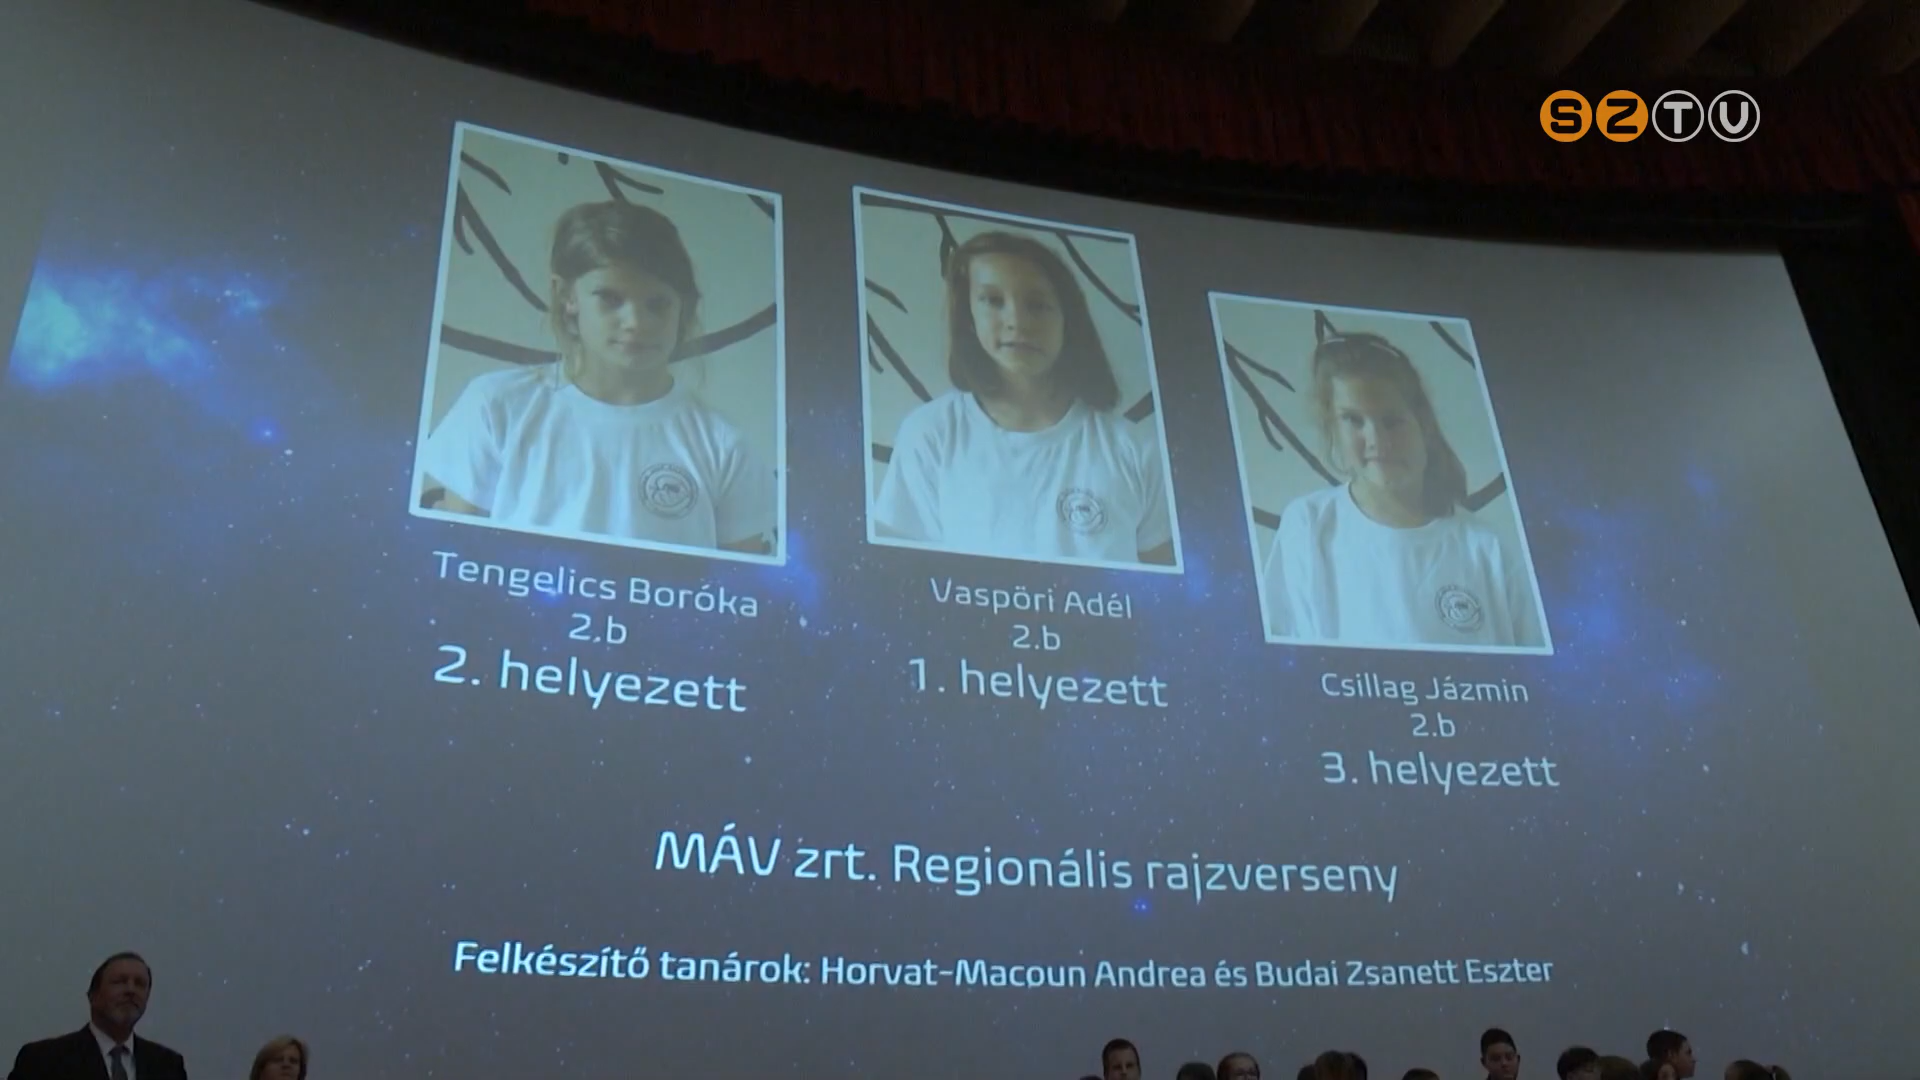 SZTU
Tengelics Boróka
2.b
2. helyezett
Vaspöri Adél
2.b
1. helyezett
Csillag Jázmin
2.b
3. helyezett
MÁV zrt. Regionális rajzverseny
Felkészítő tanárok: Horvat-Macoun Andrea és Budai Zsanett Eszter